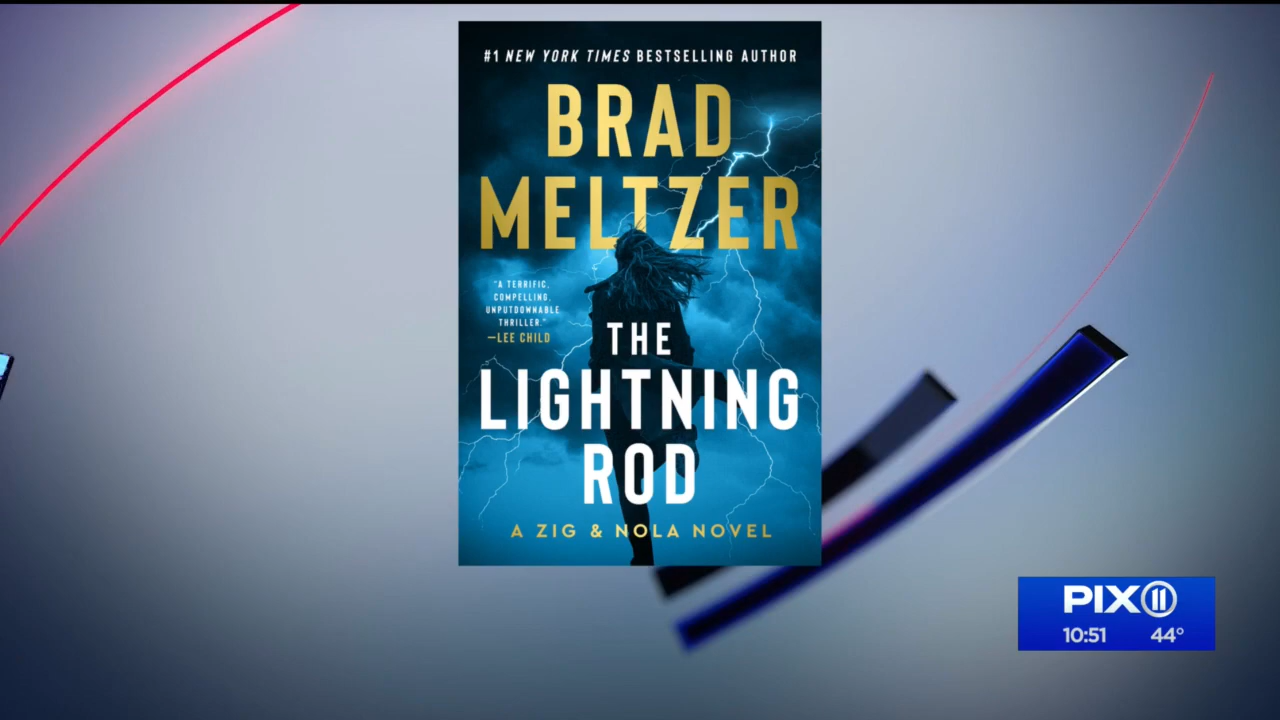 #1 NEW YORK TIMES BESTSELLING AUTHOR
BRAD
MELTZER
"A TERRIFIC,
COMPELLING,
UNPUTDOWNABLE
THRILLER."
—LEE CHILD
THE
LIGHTNING
ROD
A ZIG & NOLA NOVEL
PIX11
10:51 44°